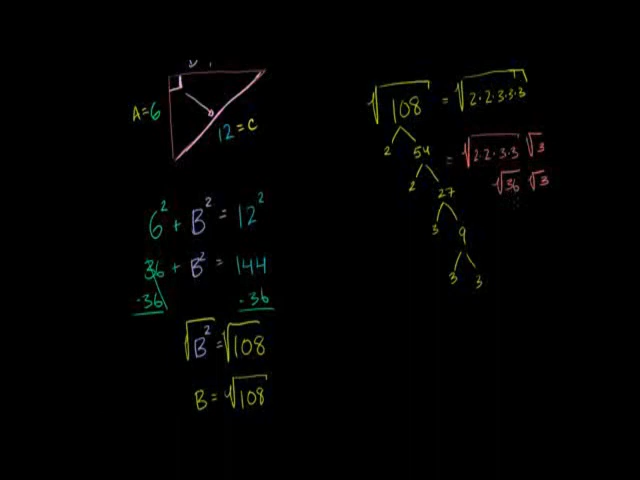 A=6
12=C
6² + B² = 12²
36 + B² = 144
-36 -36
√B² = √108
B = √108
√108 = √2·2·3·3·3
2 54
= √2·2·3·3 √3
2 27
√36 √3
3 9
3 3